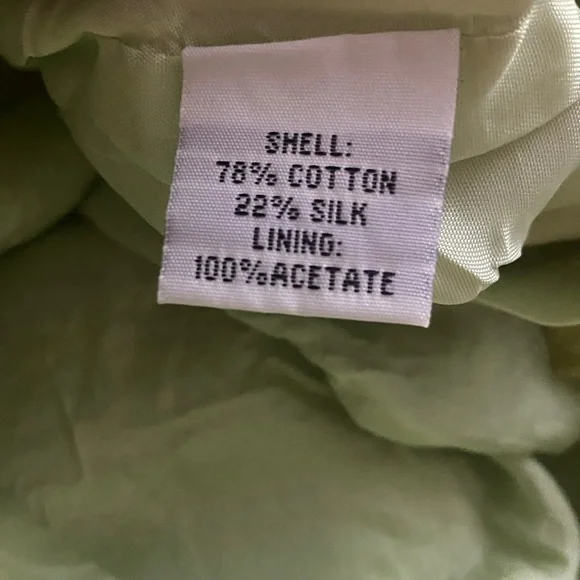 SHELL:
78% COTTON
22% SILK
LINING:
100%ACETATE